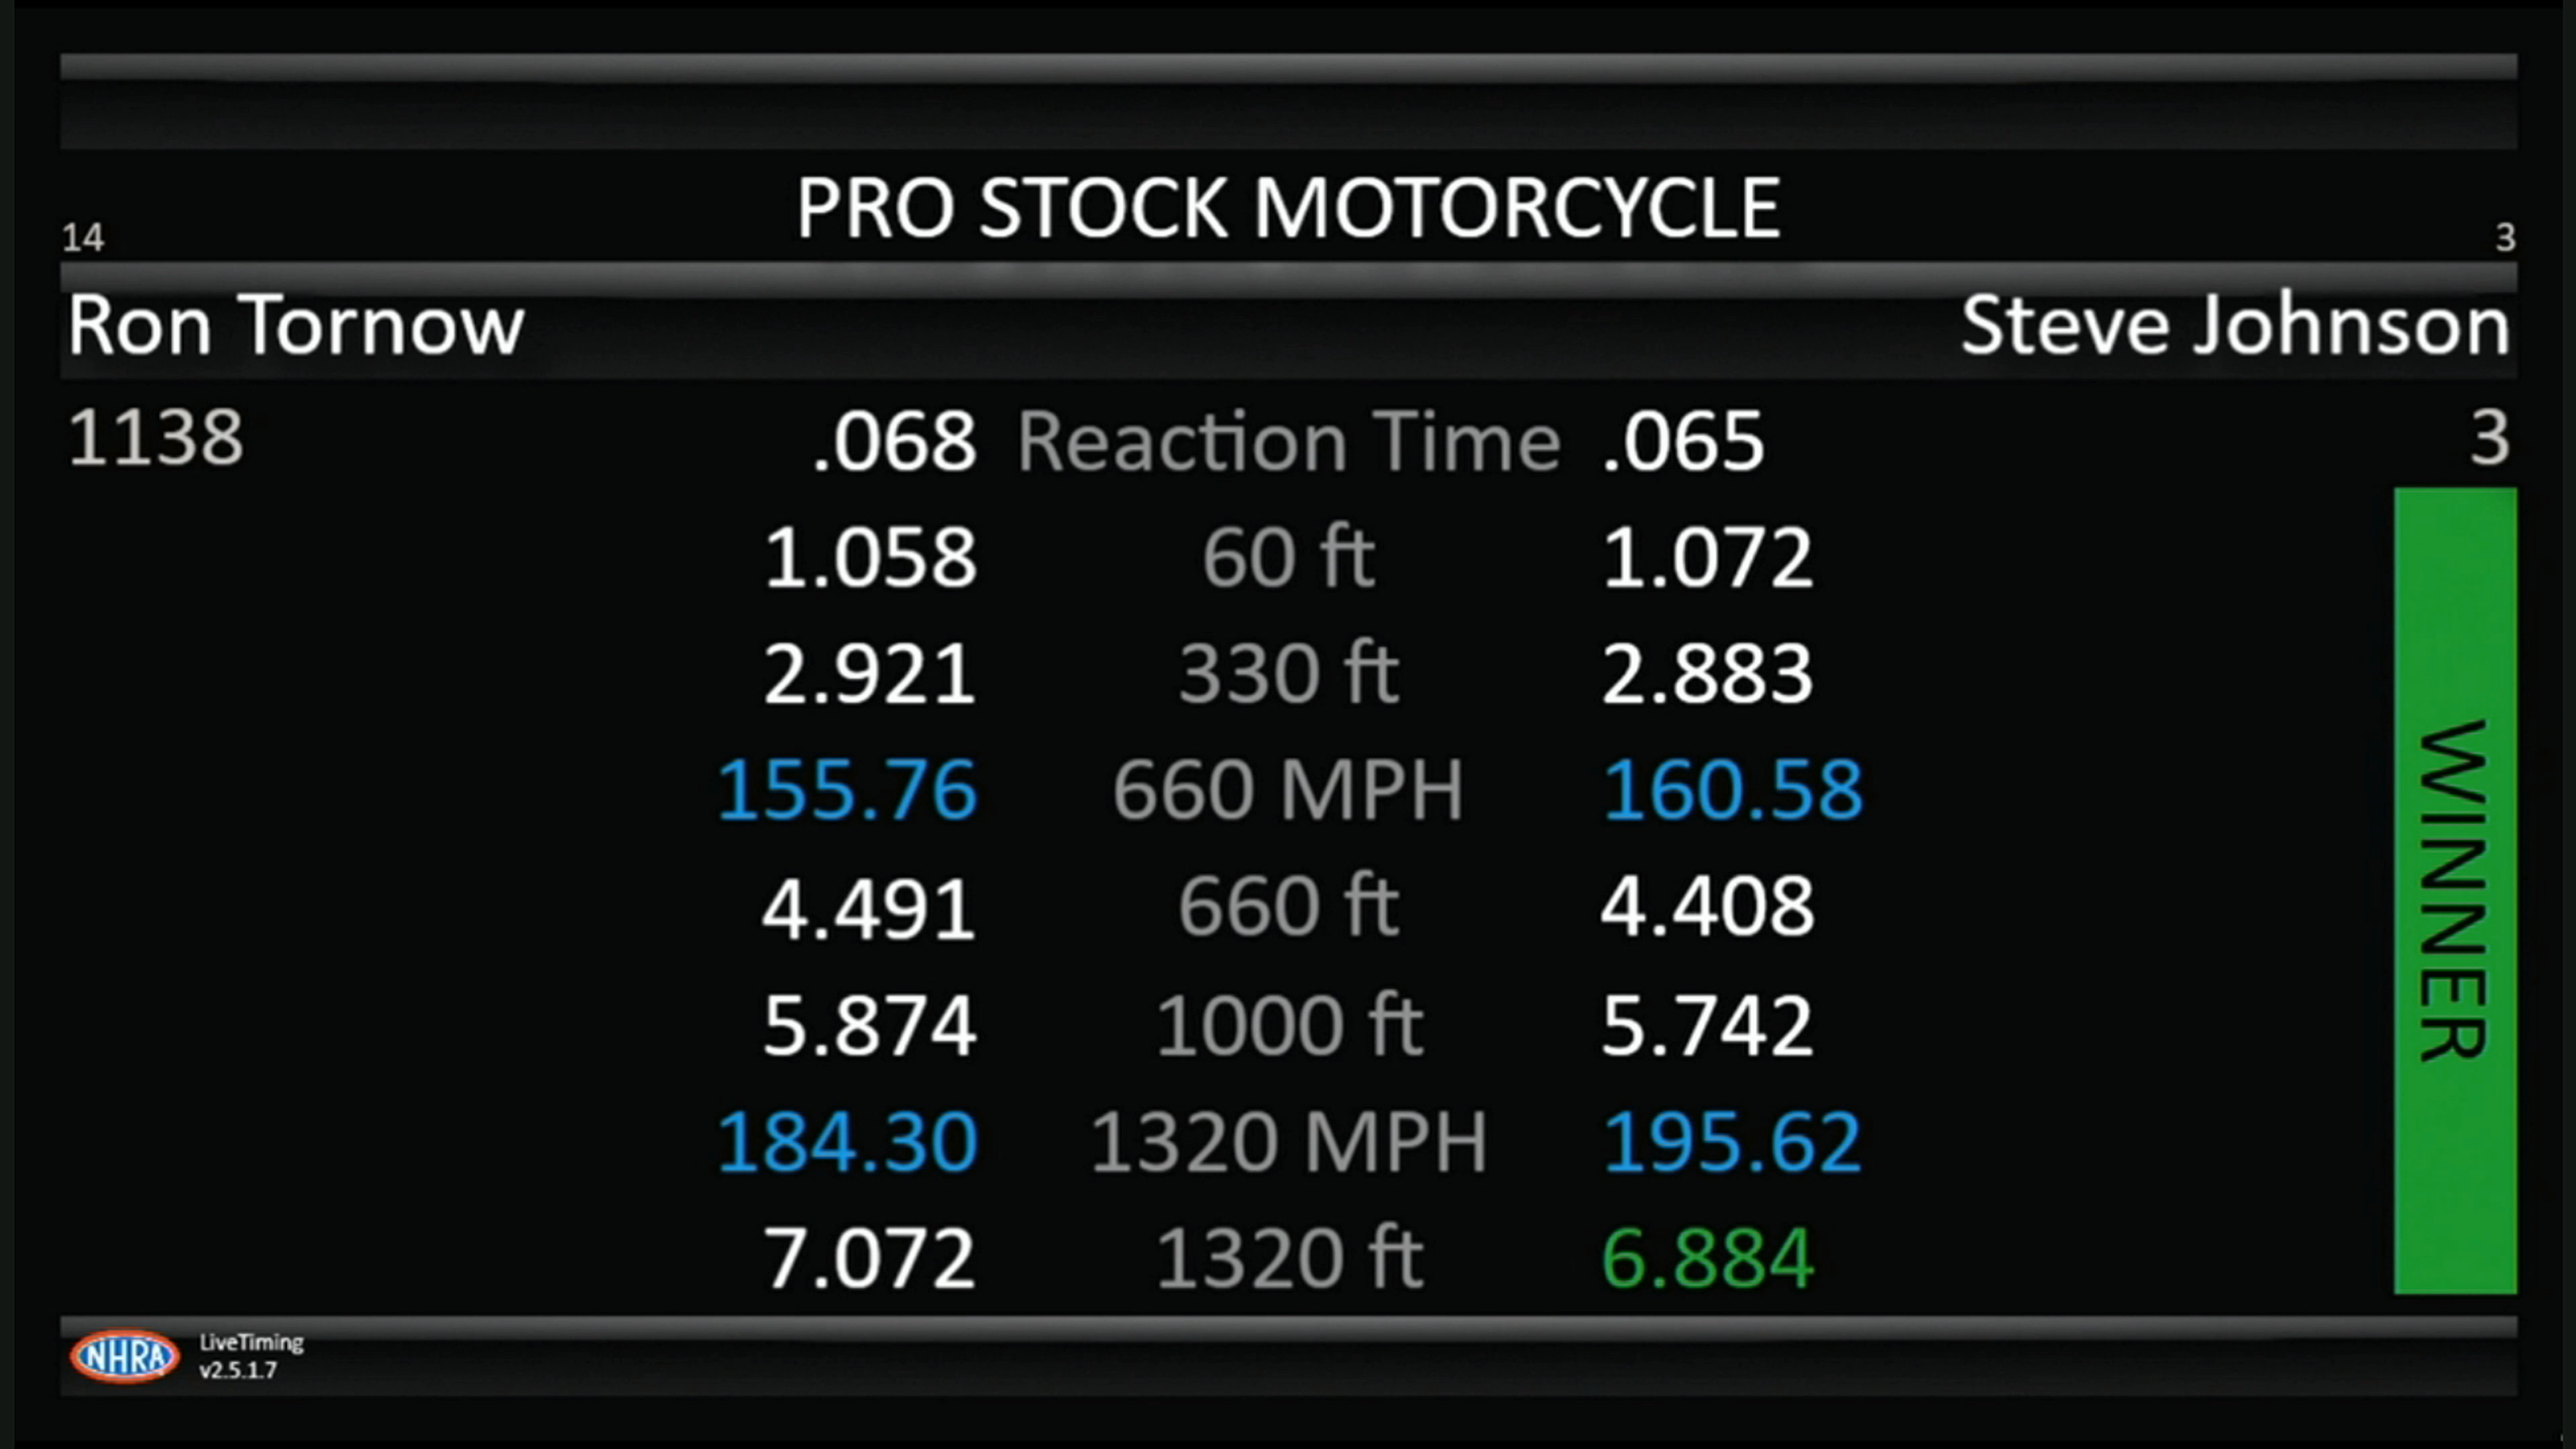 PRO STOCK MOTORCYCLE
14 3
Ron Tornow Steve Johnson
1138 .068 Reaction Time .065 3
1.058 60 ft 1.072
2.921 330 ft 2.883
155.76 660 MPH 160.58
4.491 660 ft 4.408
5.874 1000 ft 5.742
184.30 1320 MPH 195.62
7.072 1320 ft 6.884
WINNER
NHRA LiveTiming
v2.5.1.7